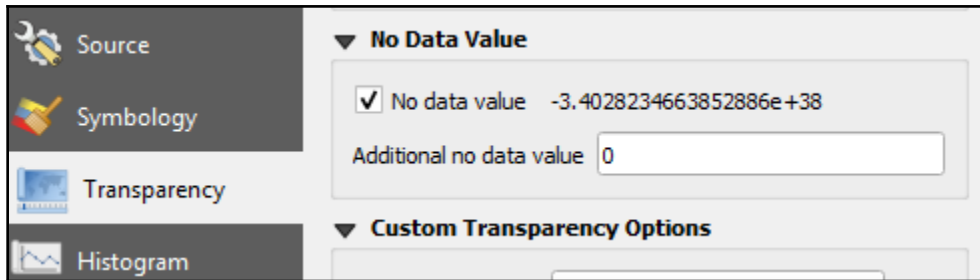 Source
Symbology
Transparency
Histogram
No Data Value
No data value -3.4028234663852886e+38
Additional no data value 0
Custom Transparency Options